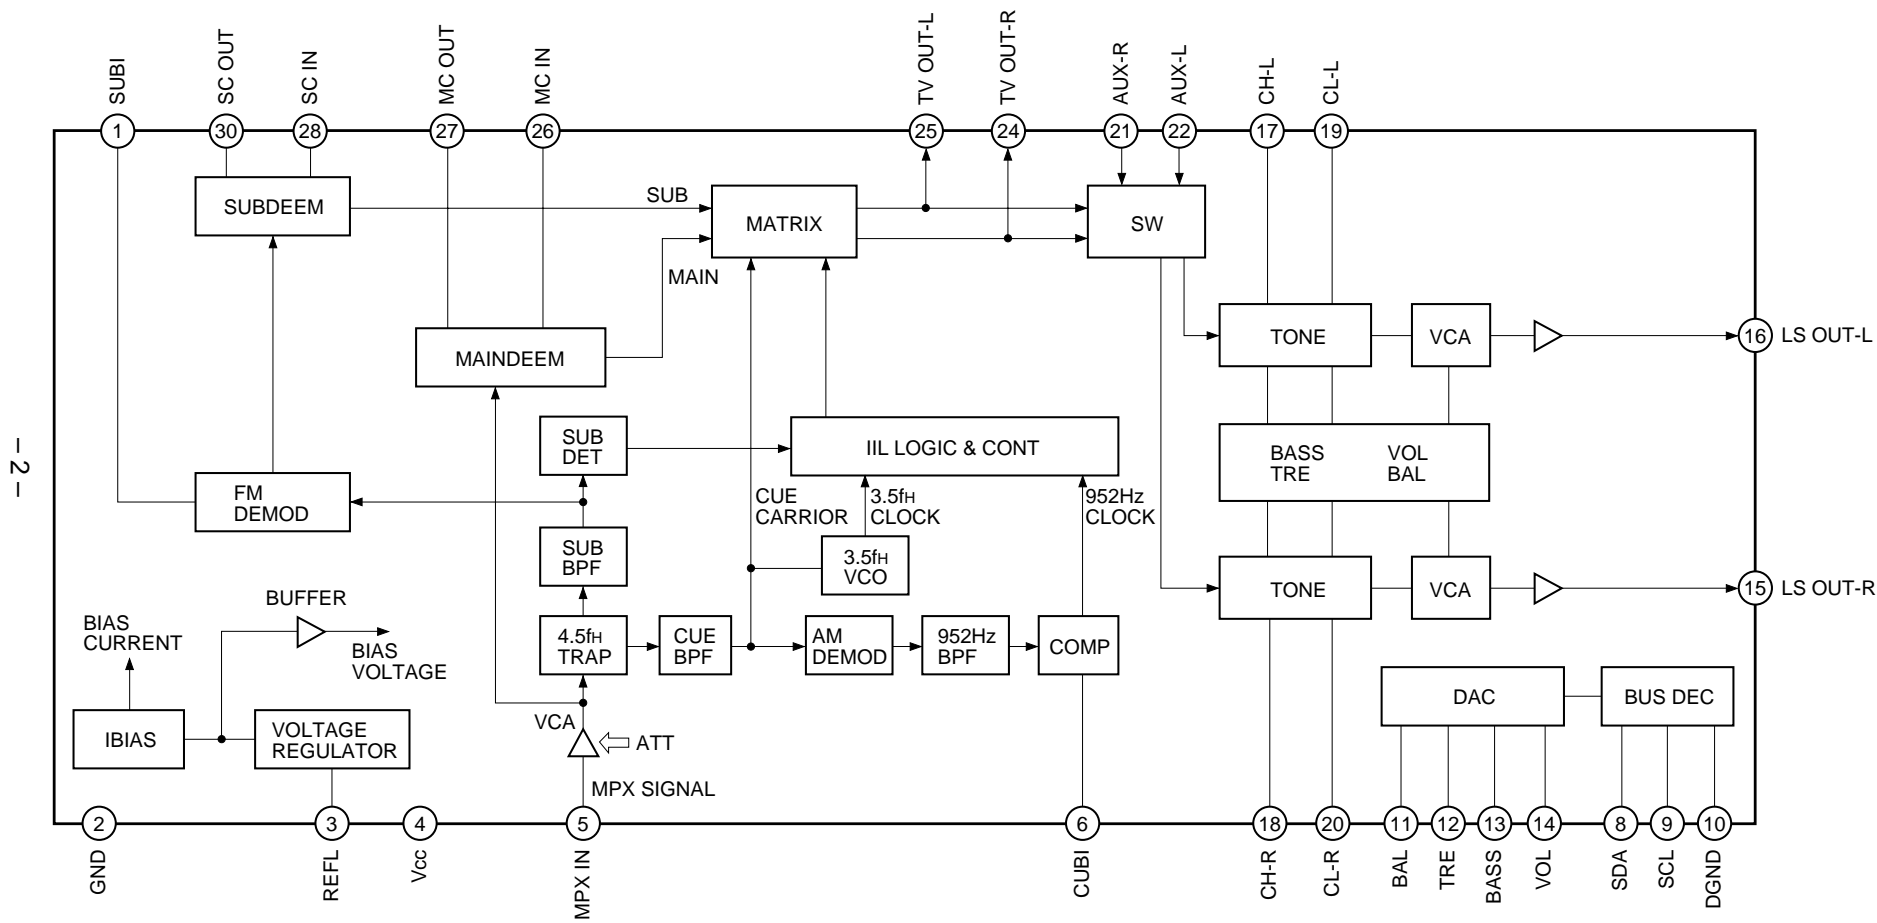 SUBI
SC OUT
SC IN
MC OUT
MC IN
TV OUT-L
TV OUT-R
AUX-R
AUX-L
CH-L
CL-L
1
30
28
27
26
25
24
21
22
17
19
SUBDEEM
SUB
MATRIX
SW
MAIN
MAINDEEM
TONE
VCA
16
LS OUT-L
SUB
DET
IIL LOGIC & CONT
BASS
TRE
VOL
BAL
FM
DEMOD
CUE
CARRIOR
3.5fH
CLOCK
952Hz
CLOCK
SUB
BPF
3.5fH
VCO
TONE
VCA
15
LS OUT-R
BUFFER
BIAS
CURRENT
BIAS
VOLTAGE
4.5fH
TRAP
CUE
BPF
AM
DEMOD
952Hz
BPF
COMP
IBIAS
VOLTAGE
REGULATOR
VCA
ATT
MPX SIGNAL
DAC
BUS DEC
2
3
4
5
6
18
20
11
12
13
14
8
9
10
GND
REFL
Vcc
MPX IN
CUBI
CH-R
CL-R
BAL
TRE
BASS
VOL
SDA
SCL
DGND
– 2 –